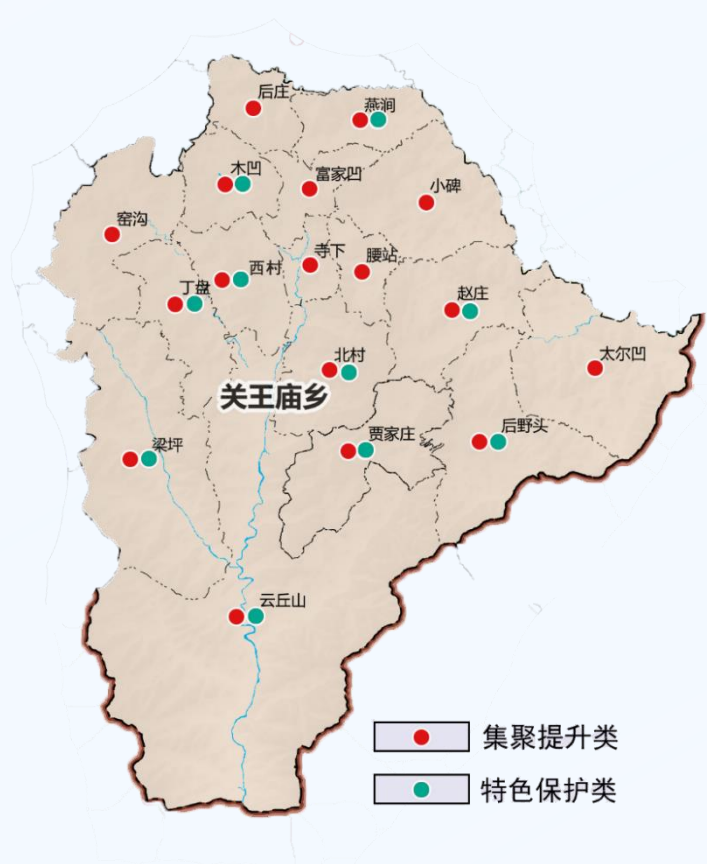 后庄
燕涧
木凹
富家凹
小碑
窑沟
寺下
腰站
西村
丁盘
赵庄
北村
太尔凹
关王庙乡
贾家庄
后野头
梁坪
云丘山
集聚提升类
特色保护类